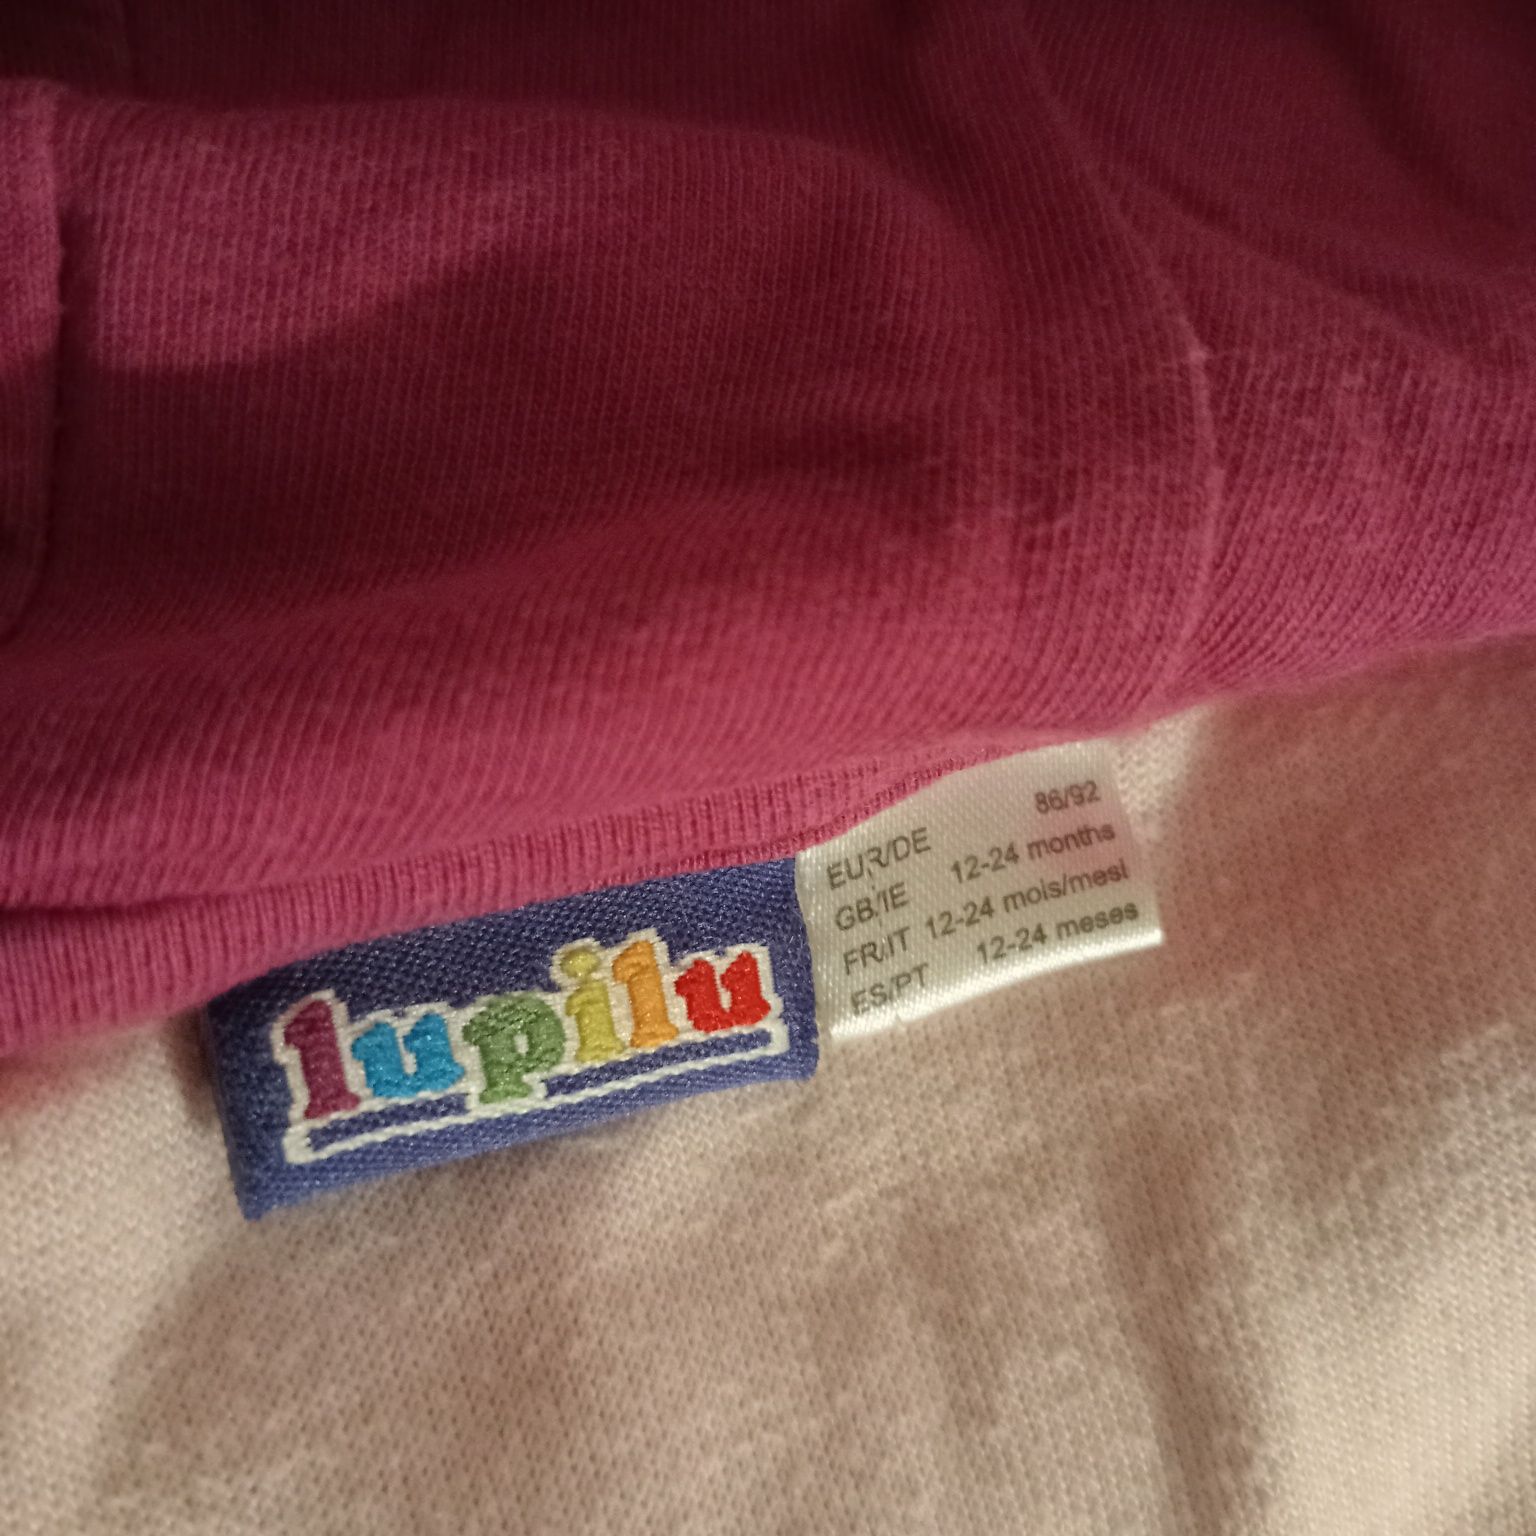 lupilu
EUR/DE 86/92
GB/IE 12-24 months
FR/IT 12-24 mois/mesi
ES/PT 12-24 meses